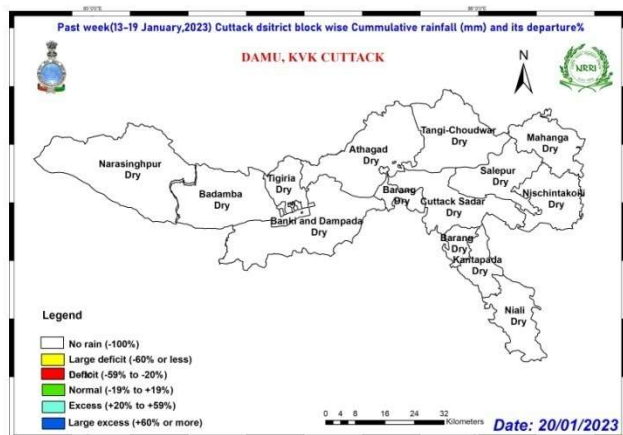 Past week(13-19 January,2023) Cuttack dsitrict block wise Cummulative rainfall (mm) and its departure%
DAMU, KVK CUTTACK
N
NRRI
Tangi-Choudwar
Dry
Mahanga
Dry
Athagad
Dry
Narasinghpur
Dry
Salepur
Dry
Tigiria
Dry
Badamba
Dry
Barang
Dry
Nischintakoili
Dry
Cuttack Sadar
Dry
Banki and Dampada
Dry
Barang
Dry
Kantapada
Dry
Niali
Dry
Legend
No rain (-100%)
Large deficit (-60% or less)
Deficit (-59% to -20%)
Normal (-19% to +19%)
Excess (+20% to +59%)
Large excess (+60% or more)
0 4 8 16 24 32
Kilometers
Date: 20/01/2023